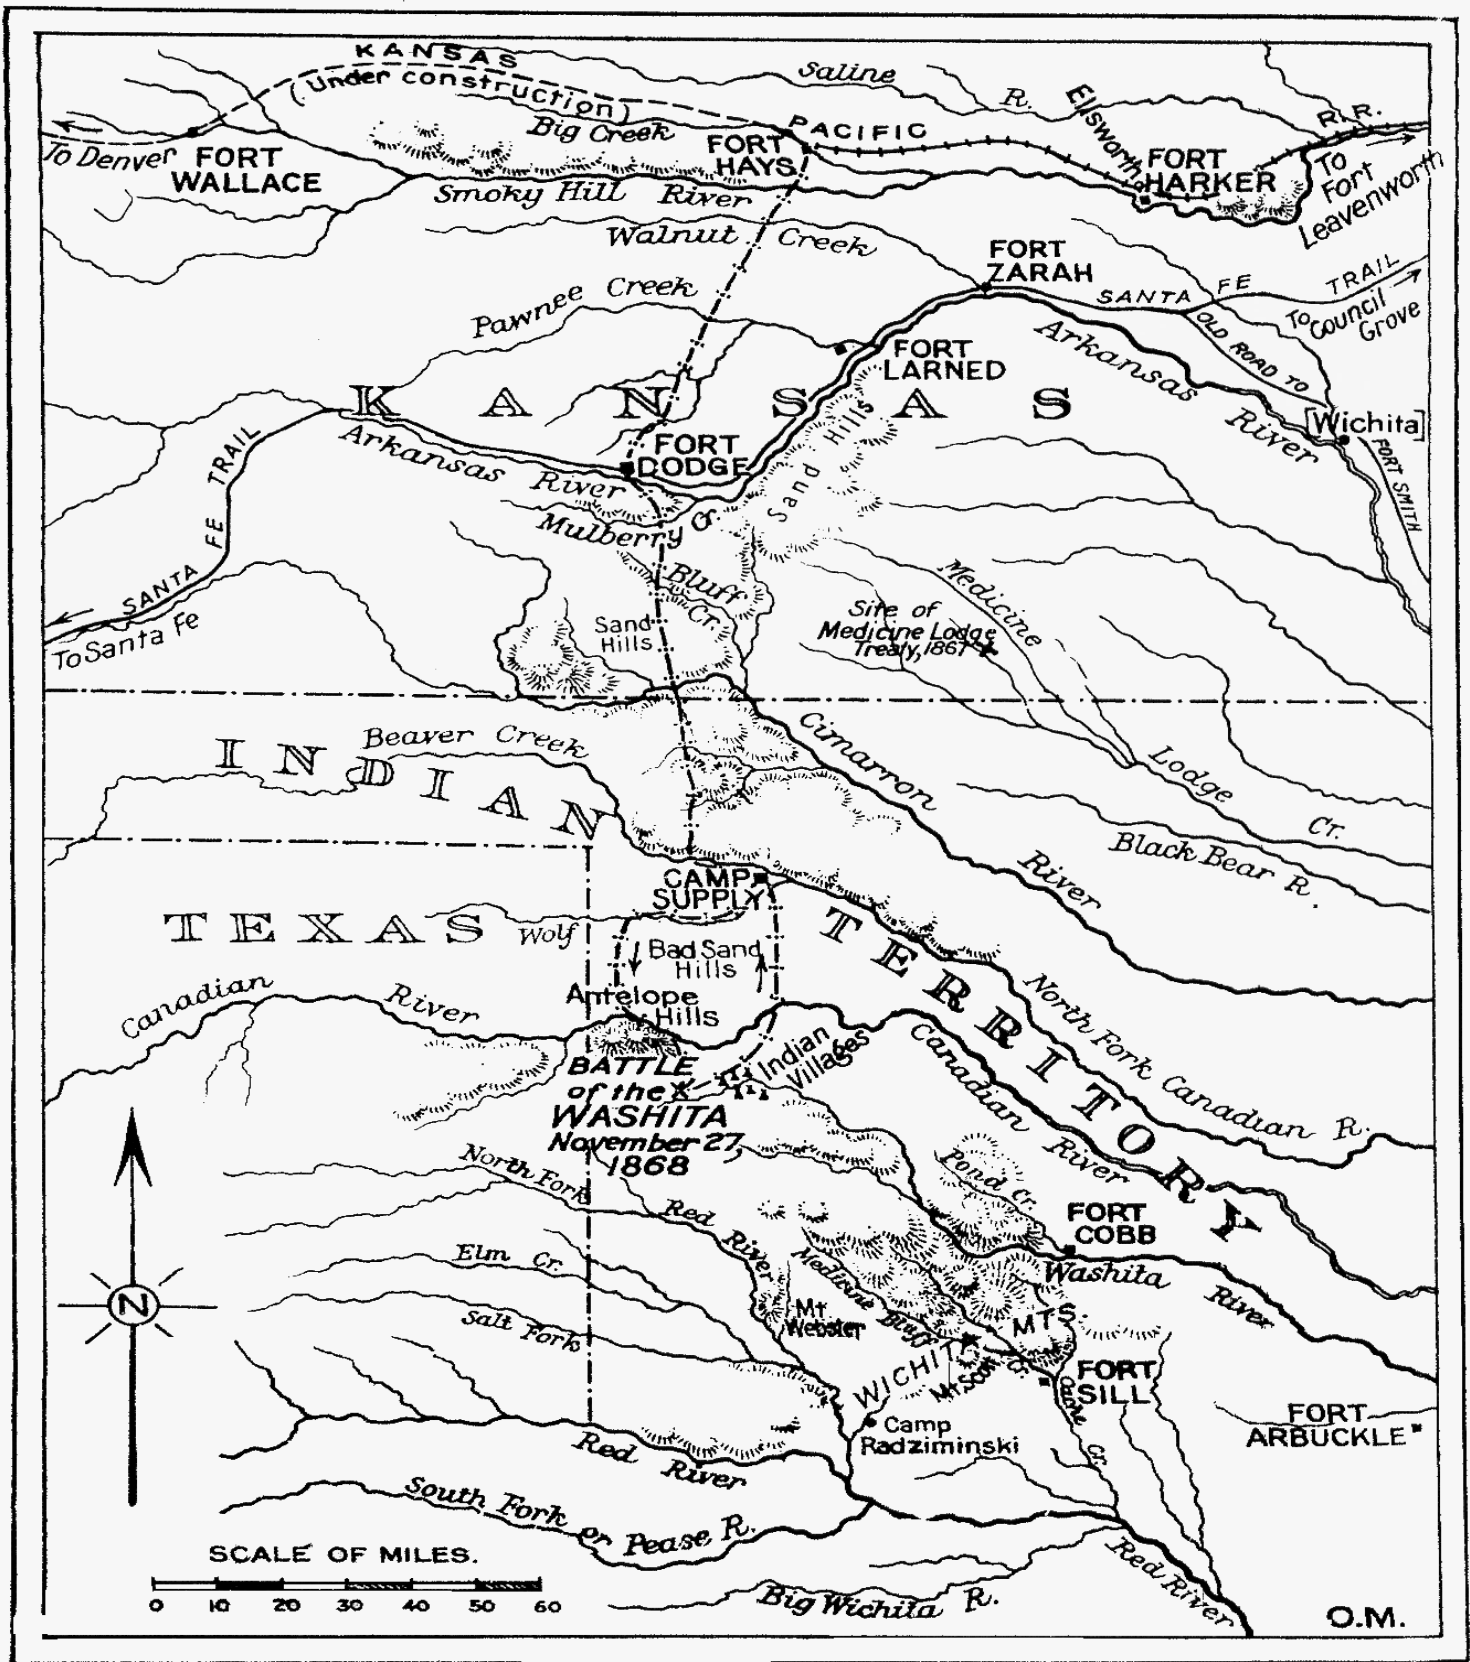 KANSAS
(Under construction)
Saline R.
Ellsworth
R.R.
Big Creek
PACIFIC
To Denver
FORT
WALLACE
FORT
HAYS
FORT
HARKER
To
Fort
Leavenworth
Smoky Hill River
Walnut Creek
FORT
ZARAH
SANTA FE TRAIL
To
Council
Grove
Pawnee Creek
OLD ROAD TO
FORT SMITH
Arkansas River
FORT
LARNED
KANSAS
[Wichita]
Arkansas River
FORT
DODGE
Sand Hills
SANTA FE TRAIL
To Santa Fe
Mulberry Cr.
Bluff
Cr.
Sand
Hills
Site of
Medicine Lodge
Treaty, 1867
Medicine Lodge Cr.
INDIAN
Beaver Creek
Cimarron River
Black Bear R.
CAMP
SUPPLY
TEXAS
Wolf
TERRITORY
Bad Sand
Hills
Antelope
Hills
Canadian River
North Fork Canadian R.
Indian
Villages
Canadian River
BATTLE
of the
WASHITA
November 27,
1868
North Fork Red River
Pond Cr.
FORT
COBB
Washita River
Elm Cr.
Salt Fork
Medicine Bluff Cr.
Mt
Webster
WICHITA MTS.
Mt. Scott
FORT
SILL
Cache Cr.
FORT
ARBUCKLE
Camp
Radziminski
Red River
South Fork or Pease R.
Big Wichita R.
Red River
N
SCALE OF MILES.
0 10 20 30 40 50 60
O.M.